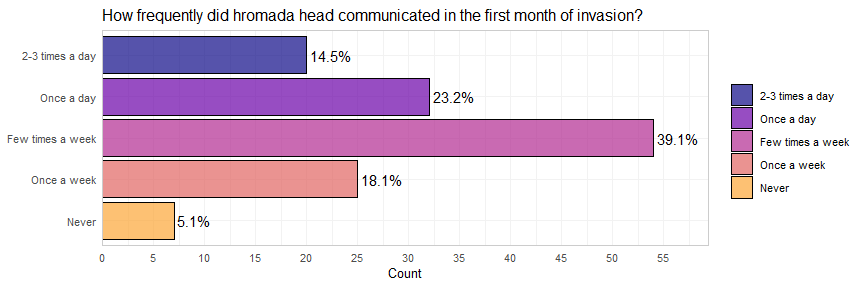 How frequently did hromada head communicated in the first month of invasion?
2-3 times a day
14.5%
Once a day
23.2%
Few times a week
39.1%
Once a week
18.1%
Never
5.1%
0 5 10 15 20 25 30 35 40 45 50 55
Count
2-3 times a day
Once a day
Few times a week
Once a week
Never